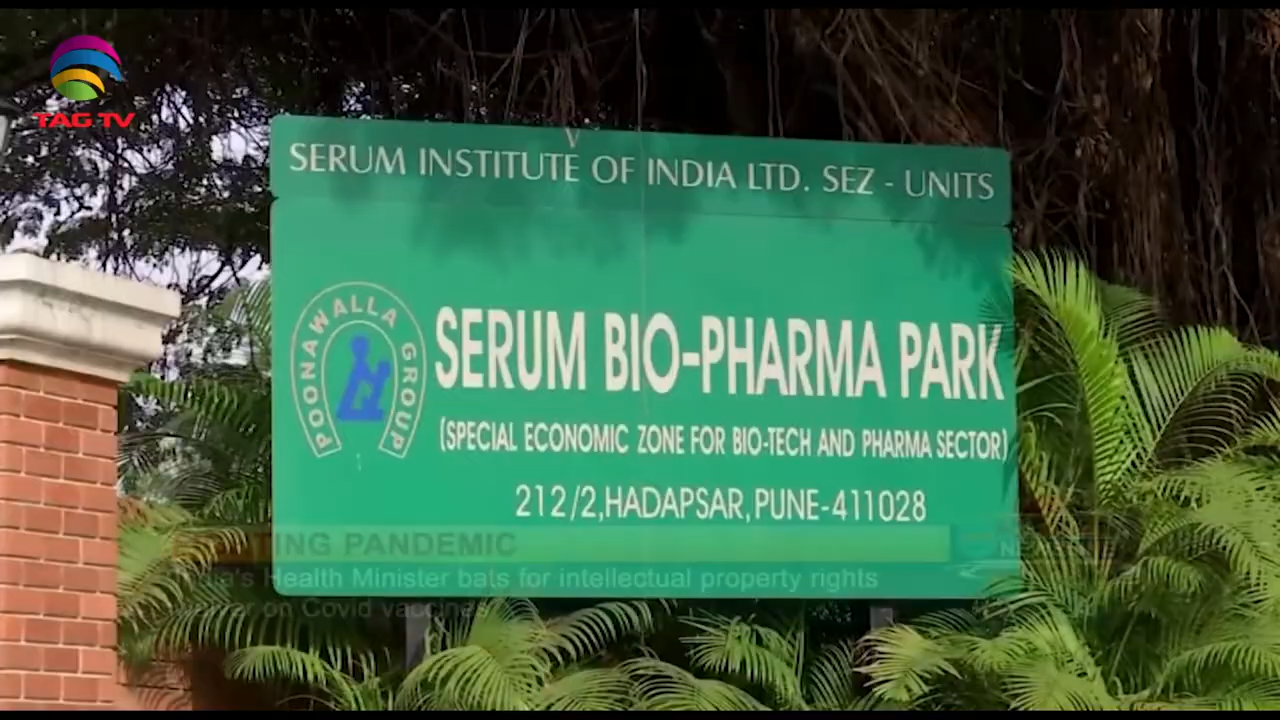 TAG TV
SERUM INSTITUTE OF INDIA LTD. SEZ - UNITS
POONAWALLA GROUP
SERUM BIO-PHARMA PARK
(SPECIAL ECONOMIC ZONE FOR BIO-TECH AND PHARMA SECTOR)
212/2,HADAPSAR,PUNE-411028
PANDEMIC
India's Health Minister bats for intellectual property rights
on Covid vaccines